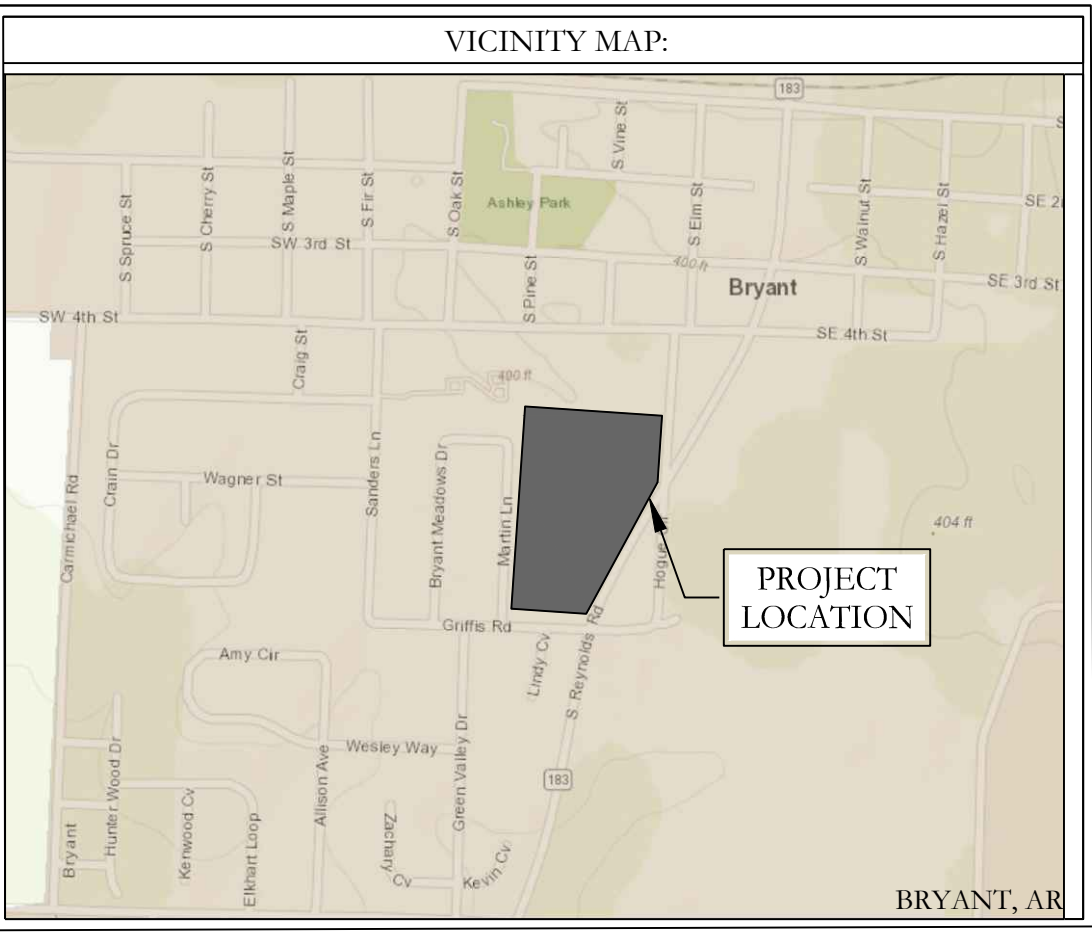 VICINITY MAP:
183
S Vine St
S Maple St
S Cherry St
S Fir St
S Oak St
S Spruce St
Ashley Park
S Elm St
S Walnut St
S Hazel St
SE 2
SW 3rd St
400 ft
S Pine St
Bryant
SE 3rd St
SW 4th St
SE 4th St
Craig St
400 ft
Crain Dr
Wagner St
Sanders Ln
Bryant Meadows Dr
Martin Ln
Carmichael Rd
404 ft
PROJECT
LOCATION
Griffis Rd
Lindy Cv
S Reynolds Rd
Amy Cir
Wesley Way
Green Valley Dr
Allison Ave
183
Hunter Wood Dr
Kenwood Cv
Elkhart Loop
Bryant
Zachary
Cv
Kevin Cv
BRYANT, AR